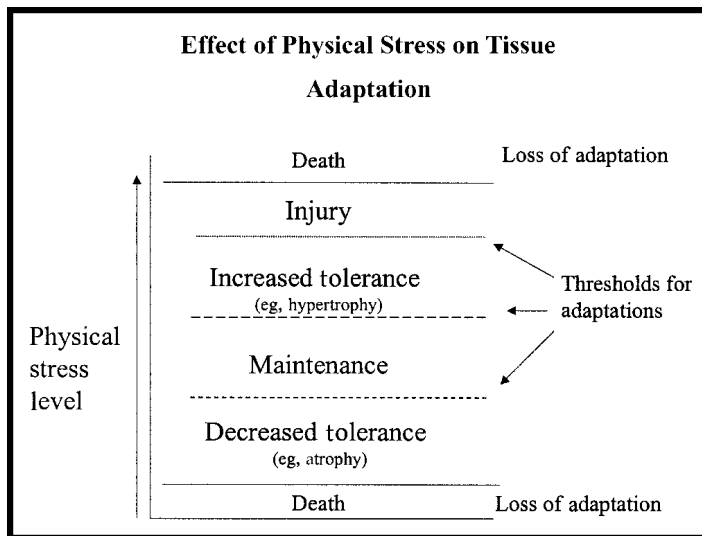 Effect of Physical Stress on Tissue
Adaptation
Death
Loss of adaptation
Injury
Increased tolerance
(eg, hypertrophy)
Thresholds for
adaptations
Physical
stress
level
Maintenance
Decreased tolerance
(eg, atrophy)
Death
Loss of adaptation